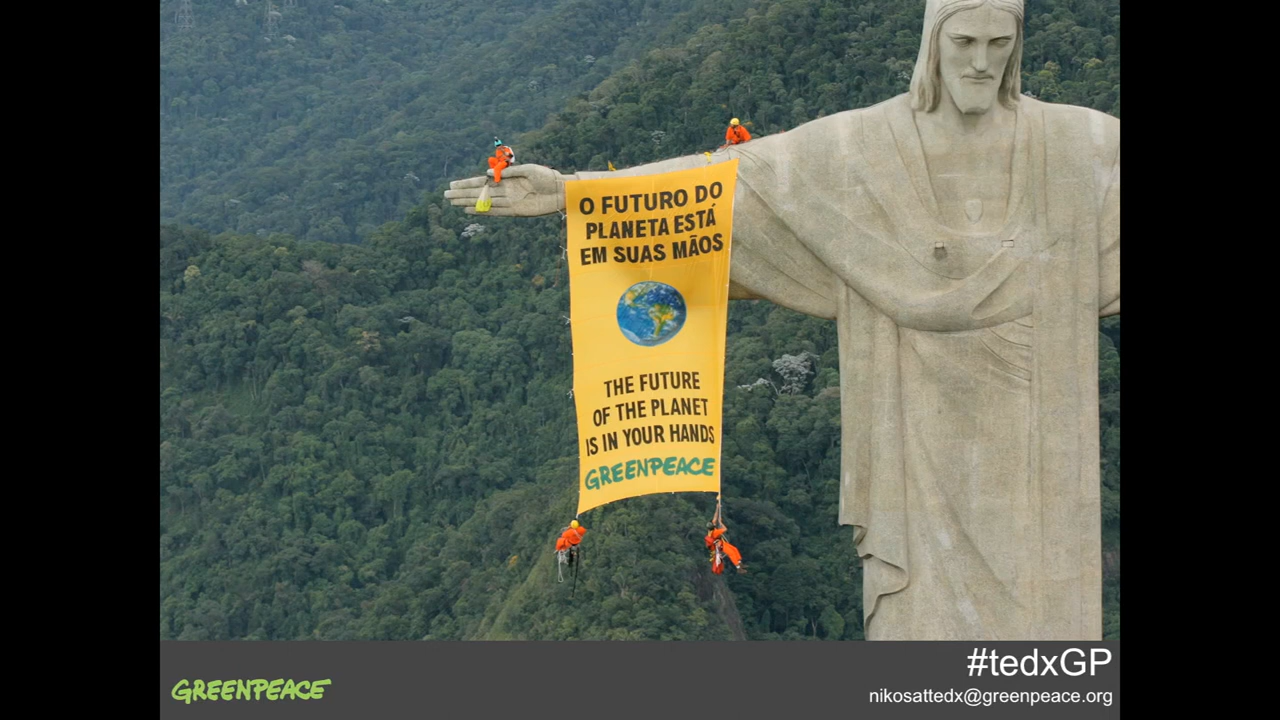 O FUTURO DO
PLANETA ESTÁ
EM SUAS MÃOS
THE FUTURE
OF THE PLANET
IS IN YOUR HANDS
GREENPEACE
GREENPEACE
#tedxGP
nikosattedx@greenpeace.org